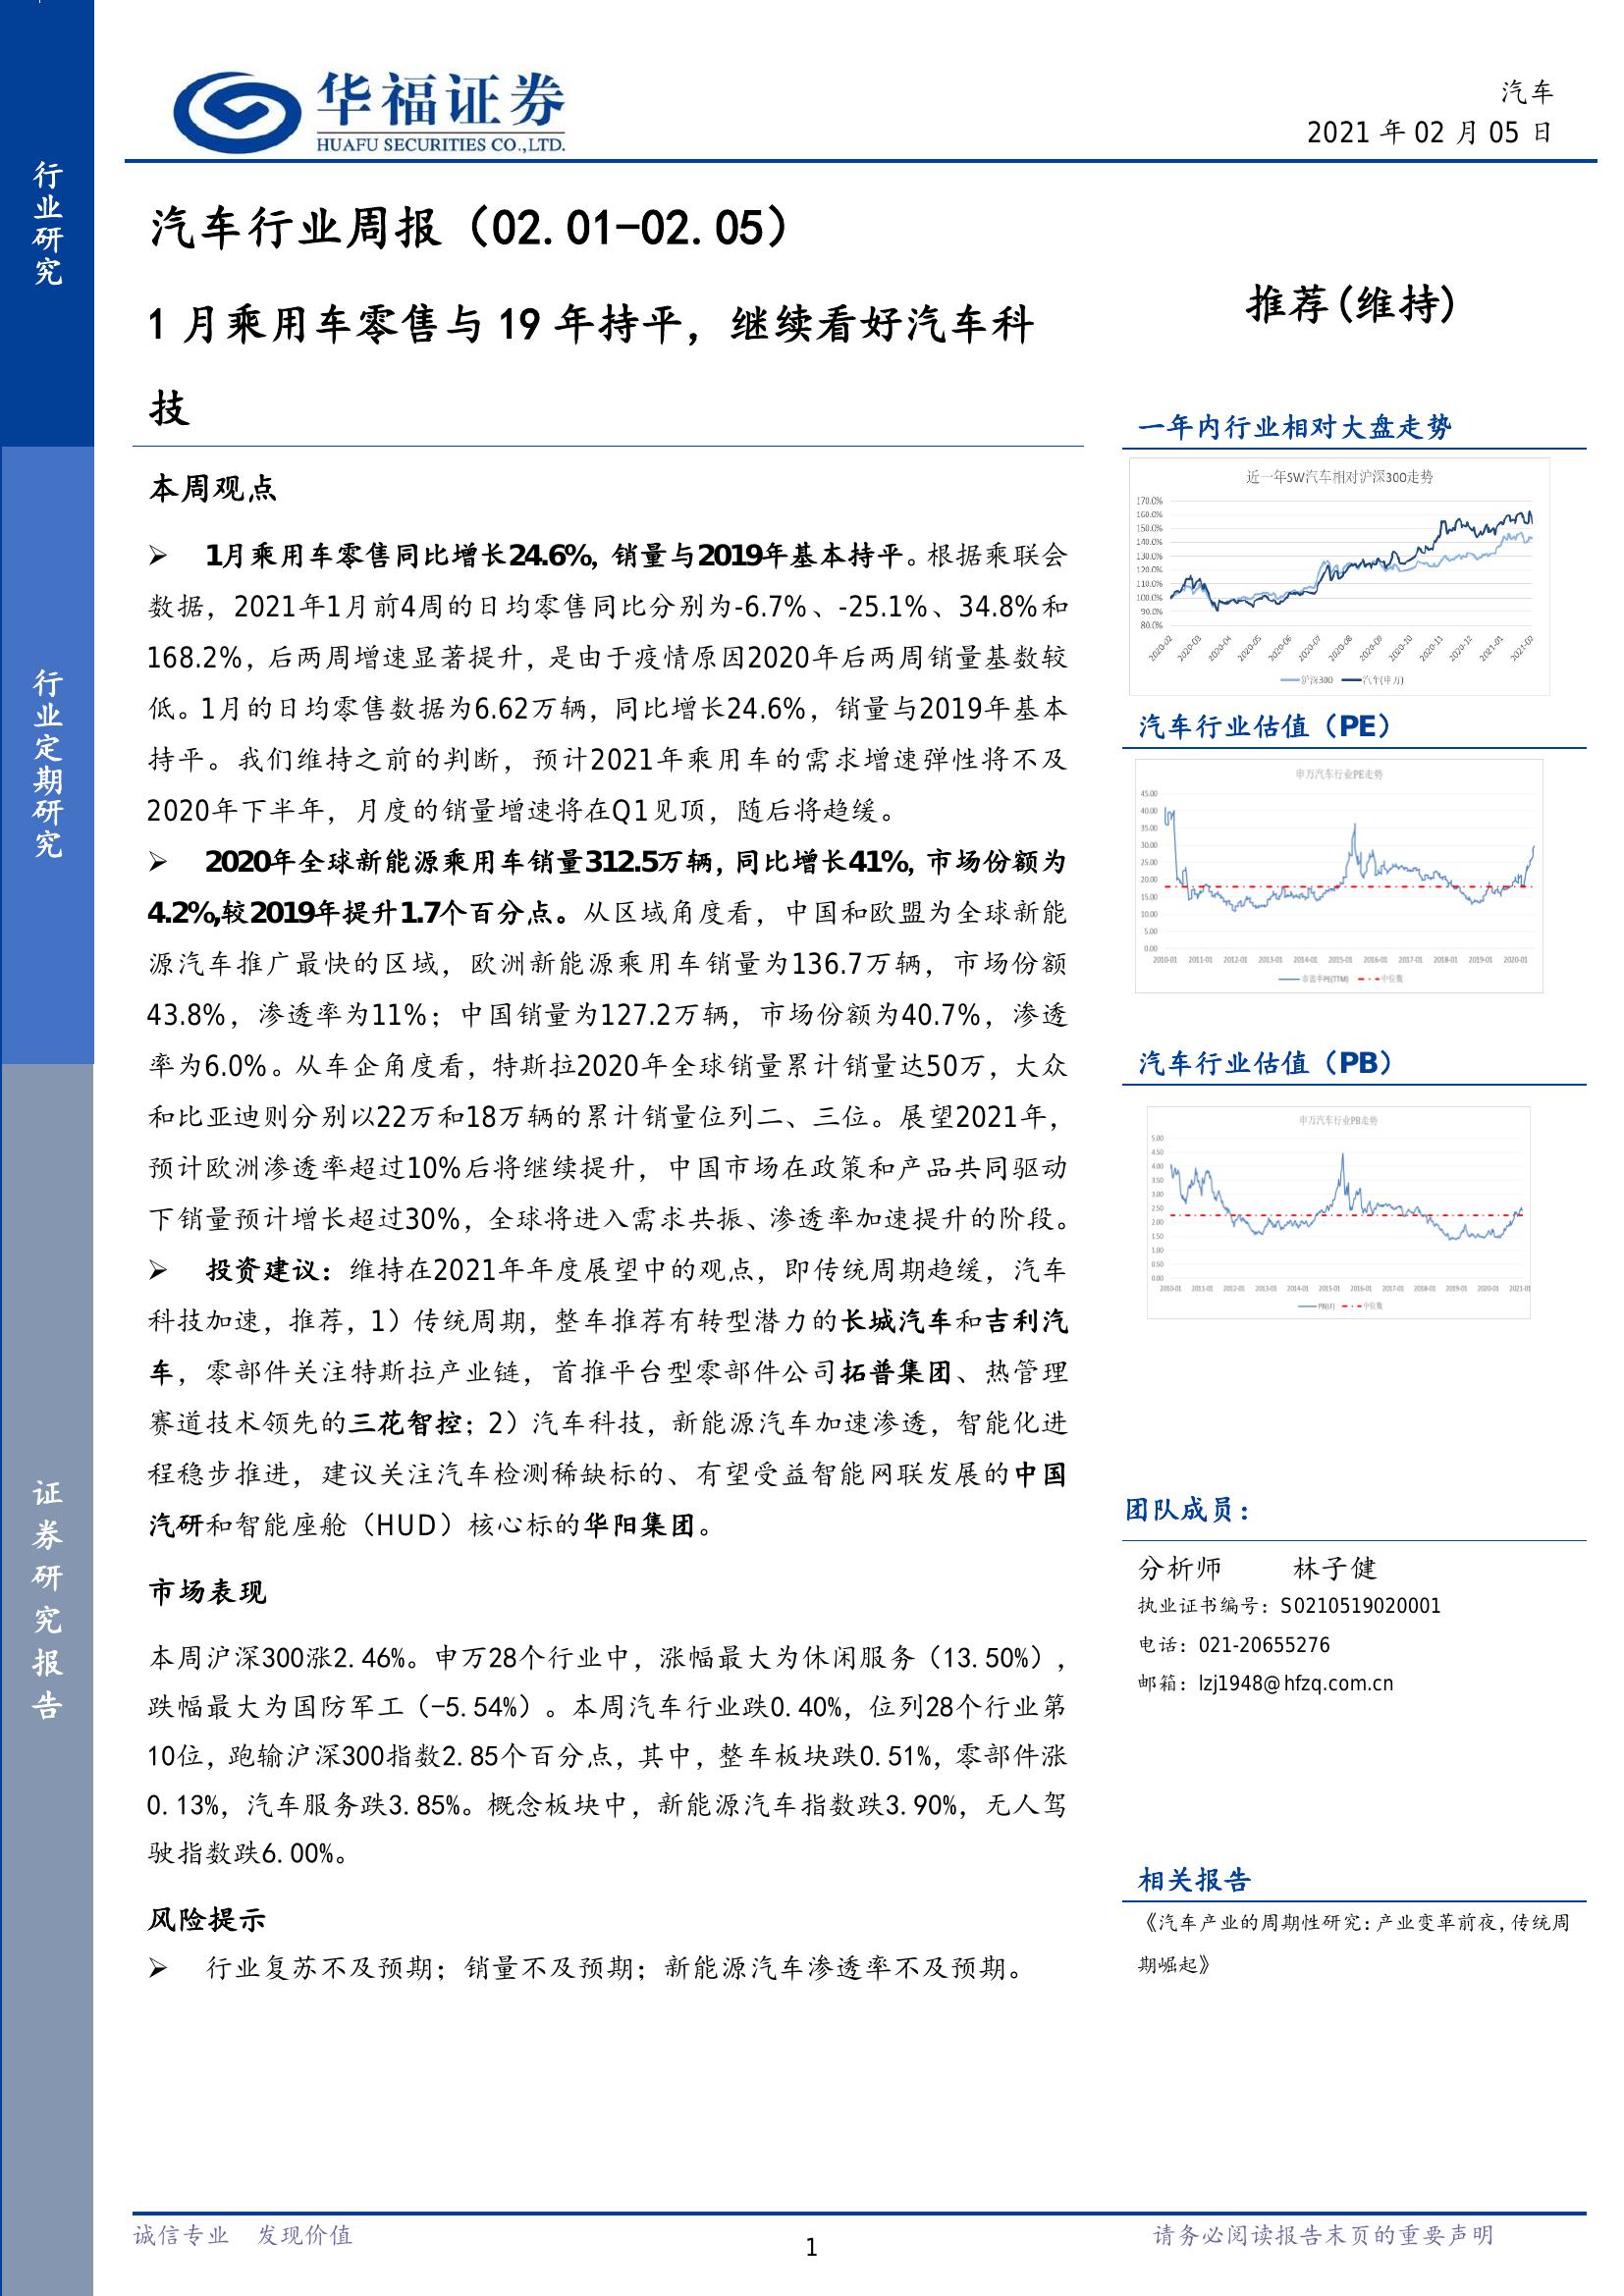 华福证券
HUAFU SECURITIES CO.,LTD.
汽车
2021 年 02 月 05 日
行业研究
行业定期研究
证券研究报告
汽车行业周报（02.01-02.05）
1 月乘用车零售与 19 年持平，继续看好汽车科
技
推荐(维持)
本周观点
➢ 1月乘用车零售同比增长24.6%, 销量与2019年基本持平。根据乘联会
数据，2021年1月前4周的日均零售同比分别为-6.7%、-25.1%、34.8%和
168.2%，后两周增速显著提升，是由于疫情原因2020年后两周销量基数较
低。1月的日均零售数据为6.62万辆，同比增长24.6%，销量与2019年基本
持平。我们维持之前的判断，预计2021年乘用车的需求增速弹性将不及
2020年下半年，月度的销量增速将在Q1见顶，随后将趋缓。
➢ 2020年全球新能源乘用车销量312.5万辆, 同比增长41%, 市场份额为
4.2%,较2019年提升1.7个百分点。从区域角度看，中国和欧盟为全球新能
源汽车推广最快的区域，欧洲新能源乘用车销量为136.7万辆，市场份额
43.8%，渗透率为11%；中国销量为127.2万辆，市场份额为40.7%，渗透
率为6.0%。从车企角度看，特斯拉2020年全球销量累计销量达50万，大众
和比亚迪则分别以22万和18万辆的累计销量位列二、三位。展望2021年，
预计欧洲渗透率超过10%后将继续提升，中国市场在政策和产品共同驱动
下销量预计增长超过30%，全球将进入需求共振、渗透率加速提升的阶段。
➢ 投资建议：维持在2021年年度展望中的观点，即传统周期趋缓，汽车
科技加速，推荐，1）传统周期，整车推荐有转型潜力的长城汽车和吉利汽
车，零部件关注特斯拉产业链，首推平台型零部件公司拓普集团、热管理
赛道技术领先的三花智控；2）汽车科技，新能源汽车加速渗透，智能化进
程稳步推进，建议关注汽车检测稀缺标的、有望受益智能网联发展的中国
汽研和智能座舱（HUD）核心标的华阳集团。
市场表现
本周沪深300涨2.46%。申万28个行业中，涨幅最大为休闲服务（13.50%），
跌幅最大为国防军工（-5.54%）。本周汽车行业跌0.40%，位列28个行业第
10位，跑输沪深300指数2.85个百分点，其中，整车板块跌0.51%，零部件涨
0.13%，汽车服务跌3.85%。概念板块中，新能源汽车指数跌3.90%，无人驾
驶指数跌6.00%。
风险提示
➢ 行业复苏不及预期；销量不及预期；新能源汽车渗透率不及预期。
一年内行业相对大盘走势
近一年SW汽车相对沪深300走势
170.0%
160.0%
150.0%
140.0%
130.0%
120.0%
110.0%
100.0%
90.0%
80.0%
2020-02 2020-03 2020-04 2020-05 2020-06 2020-07 2020-08 2020-09 2020-10 2020-11 2020-12 2021-01 2021-02
沪深300 汽车(申万)
汽车行业估值（PE）
申万汽车行业PE走势
45.00
40.00
35.00
30.00
25.00
20.00
15.00
10.00
5.00
0.00
2010-01 2011-01 2012-01 2013-01 2014-01 2015-01 2016-01 2017-01 2018-01 2019-01 2020-01
市盈率PE(TTM) 中位数
汽车行业估值（PB）
申万汽车行业PB走势
5.00
4.50
4.00
3.50
3.00
2.50
2.00
1.50
1.00
0.50
0.00
2010-01 2011-01 2012-01 2013-01 2014-01 2015-01 2016-01 2017-01 2018-01 2019-01 2020-01 2021-01
PB(LF) 中位数
团队成员：
分析师 林子健
执业证书编号：S0210519020001
电话：021-20655276
邮箱：lzj1948@hfzq.com.cn
相关报告
《汽车产业的周期性研究：产业变革前夜，传统周
期崛起》
诚信专业 发现价值
1
请务必阅读报告末页的重要声明